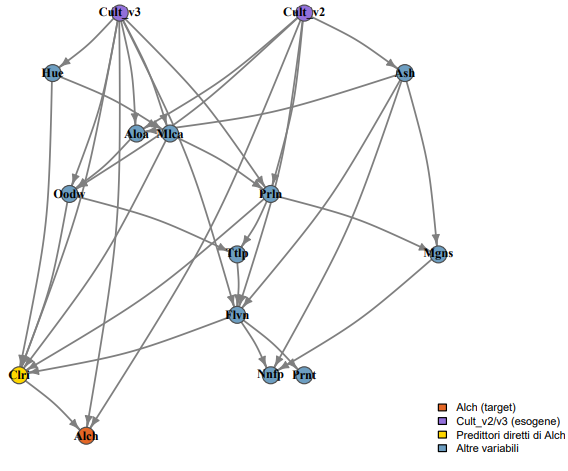 Cult_v3
Cult_v2
Hue
Ash
Aloa
Mlca
Oodw
Prln
Ttlp
Mgns
Flvn
Clri
Nnfp
Prnt
Alch
Alch (target)
Cult_v2/v3 (esogene)
Predittori diretti di Alch
Altre variabili